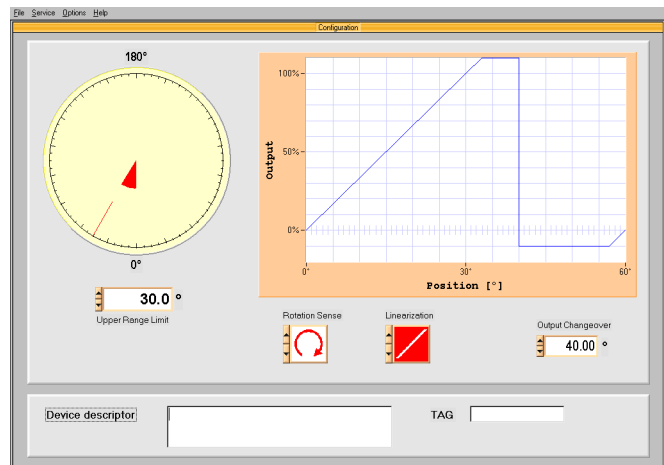 File Service Options Help
Configuration
180°
0°
30.0 °
Upper Range Limit
100%
50%
0%
Output
0° 30° 60°
Position [°]
Rotation Sense
Linearization
Output Changeover
40.00 °
Device descriptor
TAG